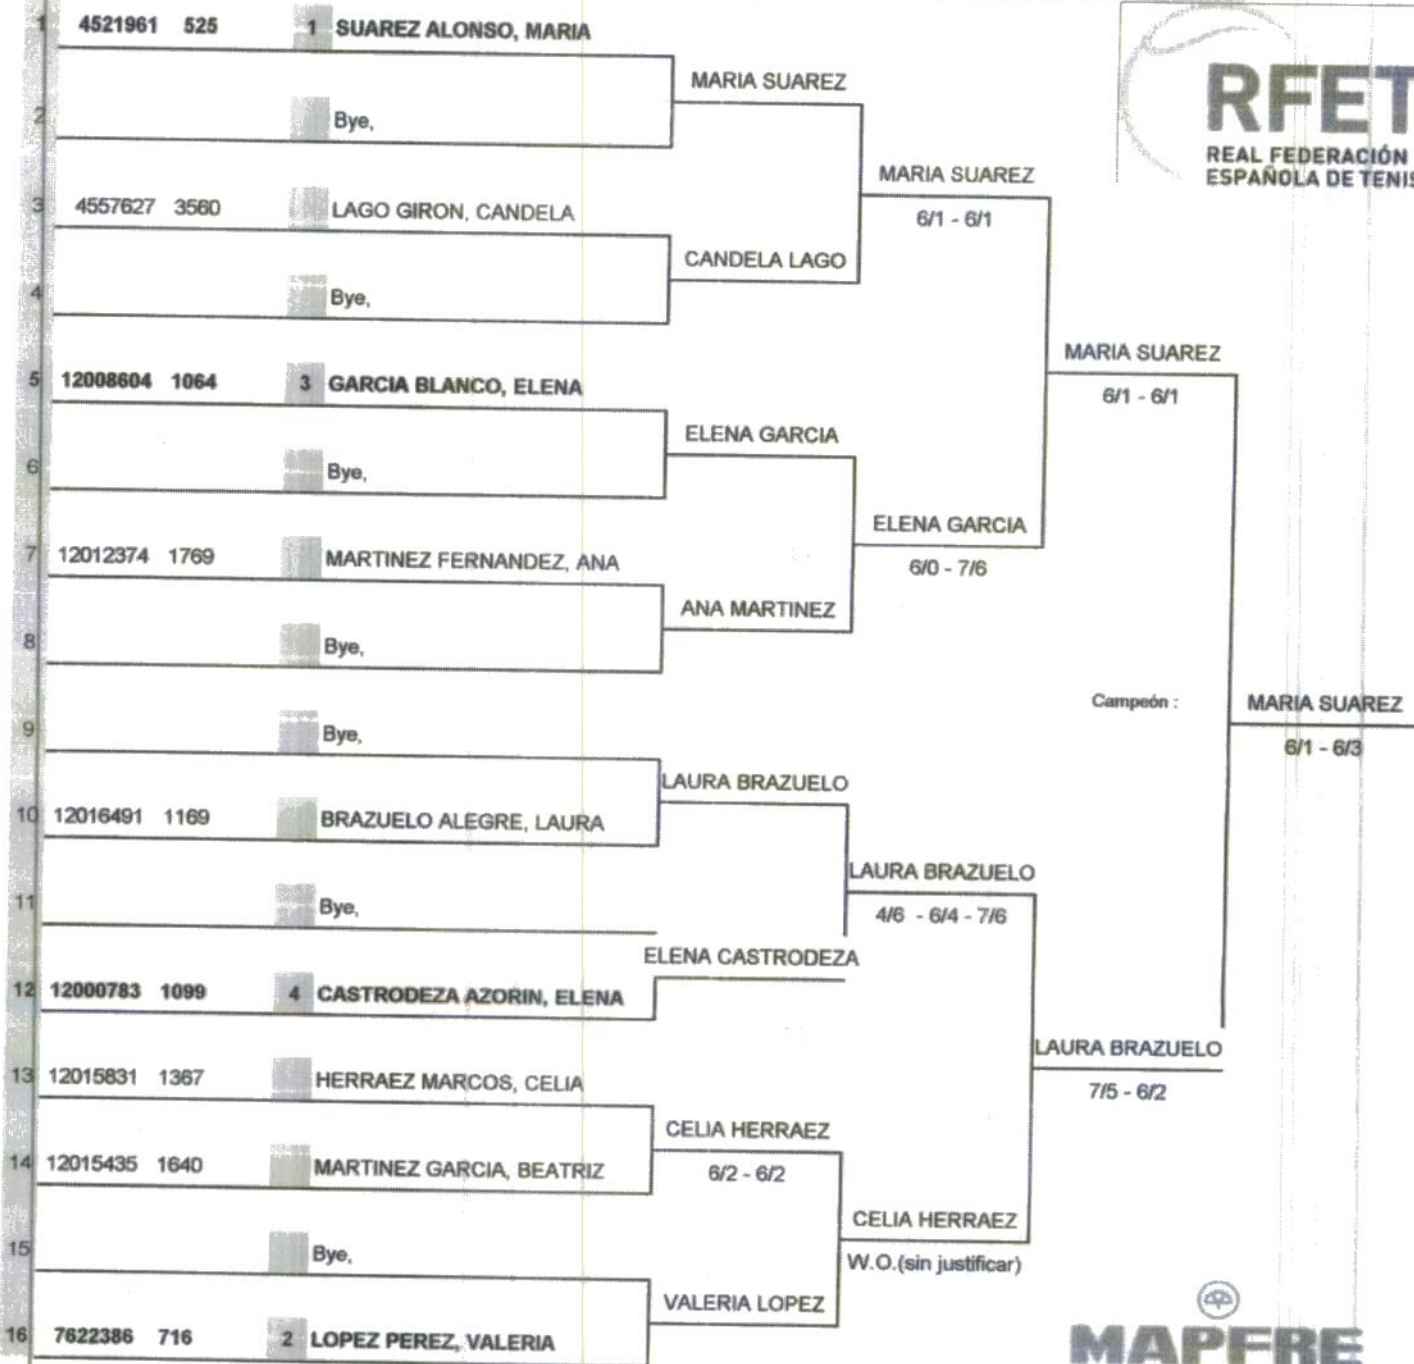 1 4521961 525 1 SUAREZ ALONSO, MARIA
RFET
REAL FEDERACIÓN
ESPAÑOLA DE TENIS
MARIA SUAREZ
2 Bye,
MARIA SUAREZ
6/1 - 6/1
3 4557627 3560 LAGO GIRON, CANDELA
CANDELA LAGO
4 Bye,
MARIA SUAREZ
6/1 - 6/1
5 12008604 1064 3 GARCIA BLANCO, ELENA
ELENA GARCIA
6 Bye,
ELENA GARCIA
6/0 - 7/6
7 12012374 1769 MARTINEZ FERNANDEZ, ANA
ANA MARTINEZ
8 Bye,
Campeón : MARIA SUAREZ
6/1 - 6/3
9 Bye,
LAURA BRAZUELO
10 12016491 1169 BRAZUELO ALEGRE, LAURA
LAURA BRAZUELO
4/6 - 6/4 - 7/6
11 Bye,
ELENA CASTRODEZA
12 12000783 1099 4 CASTRODEZA AZORIN, ELENA
LAURA BRAZUELO
7/5 - 6/2
13 12015831 1367 HERRAEZ MARCOS, CELIA
CELIA HERRAEZ
6/2 - 6/2
14 12015435 1640 MARTINEZ GARCIA, BEATRIZ
CELIA HERRAEZ
W.O.(sin justificar)
15 Bye,
VALERIA LOPEZ
16 7622386 716 2 LOPEZ PEREZ, VALERIA
MAPFRE